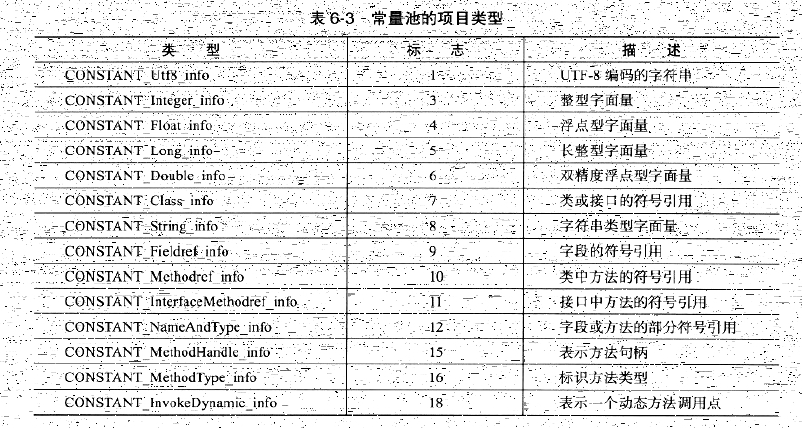 表6-3 常量池的项目类型
类 型 标 志 描 述
CONSTANT_Utf8_info 1 UTF-8 编码的字符串
CONSTANT_Integer_info 3 整型字面量
CONSTANT_Float_info 4 浮点型字面量
CONSTANT_Long_info 5 长整型字面量
CONSTANT_Double_info 6 双精度浮点型字面量
CONSTANT_Class_info 7 类或接口的符号引用
CONSTANT_String_info 8 字符串类型字面量
CONSTANT_Fieldref_info 9 字段的符号引用
CONSTANT_Methodref_info 10 类中方法的符号引用
CONSTANT_InterfaceMethodref_info 11 接口中方法的符号引用
CONSTANT_NameAndType_info 12 字段或方法的部分符号引用
CONSTANT_MethodHandle_info 15 表示方法句柄
CONSTANT_MethodType_info 16 标识方法类型
CONSTANT_InvokeDynamic_info 18 表示一个动态方法调用点